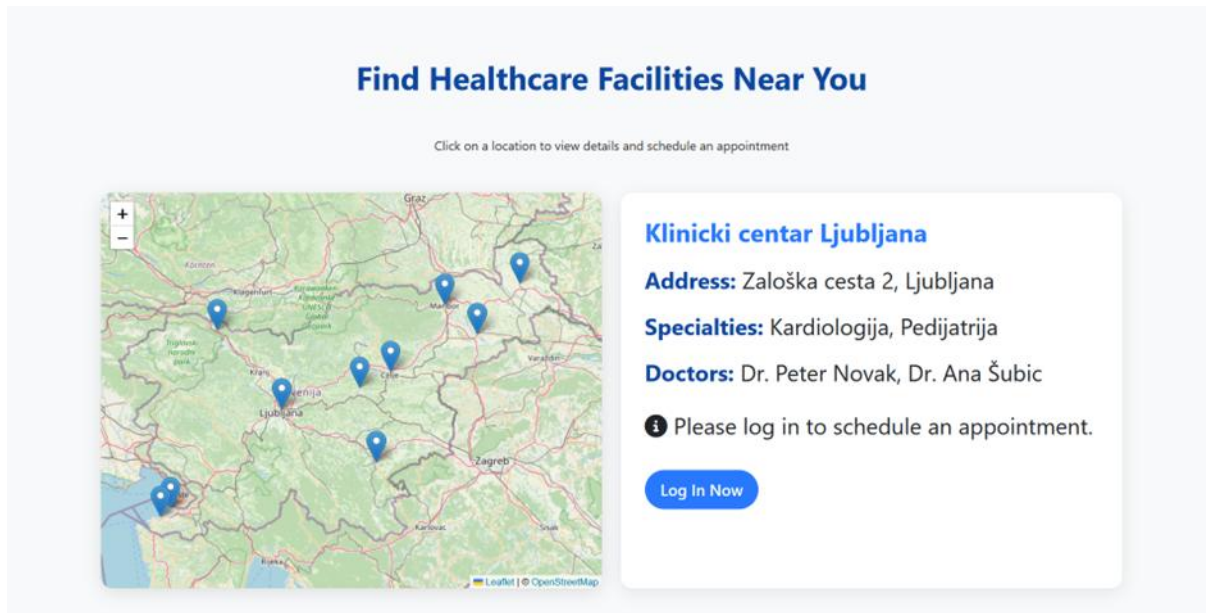 Find Healthcare Facilities Near You
Click on a location to view details and schedule an appointment
+
−
Graz
Klagenfurt
Maribor
Varaždin
Kranj
Celje
Ljubljana
Zagreb
Karlovac
Sisak
Rijeka
Leaflet | © OpenStreetMap
Klinicki centar Ljubljana
Address: Zaloška cesta 2, Ljubljana
Specialties: Kardiologija, Pedijatrija
Doctors: Dr. Peter Novak, Dr. Ana Šubic
Please log in to schedule an appointment.
Log In Now